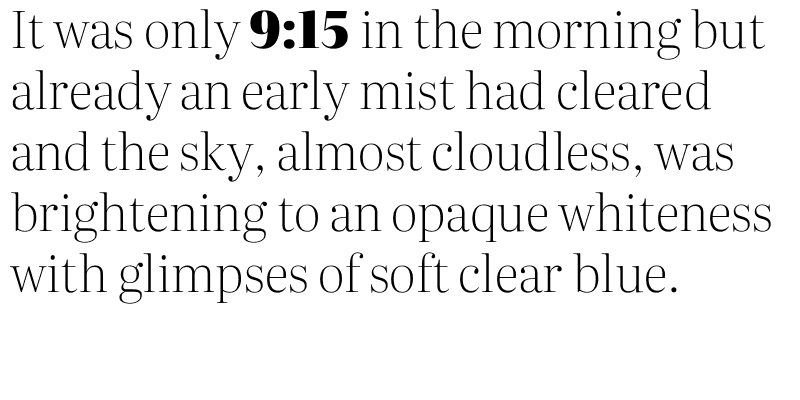 It was only 9:15 in the morning but
already an early mist had cleared
and the sky, almost cloudless, was
brightening to an opaque whiteness
with glimpses of soft clear blue.